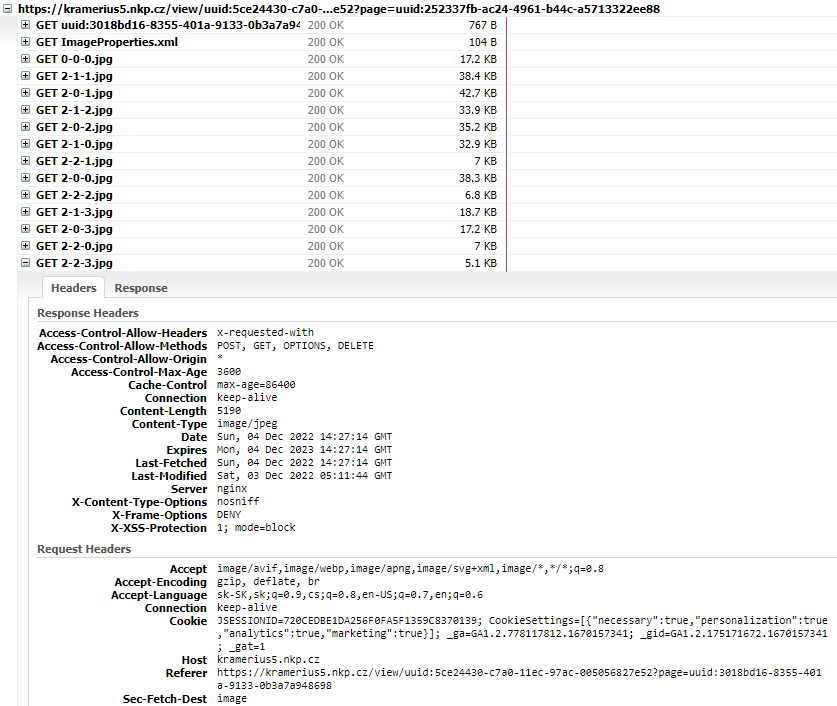 https://kramerius5.nkp.cz/view/uuid:5ce24430-c7a0-...e52?page=uuid:252337fb-ac24-4961-b44c-a5713322ee88
GET uuid:3018bd16-8355-401a-9133-0b3a7a94 200 OK 767 B
GET ImageProperties.xml 200 OK 104 B
GET 0-0-0.jpg 200 OK 17.2 KB
GET 2-1-1.jpg 200 OK 38.4 KB
GET 2-0-1.jpg 200 OK 42.7 KB
GET 2-1-2.jpg 200 OK 33.9 KB
GET 2-0-2.jpg 200 OK 35.2 KB
GET 2-1-0.jpg 200 OK 32.9 KB
GET 2-2-1.jpg 200 OK 7 KB
GET 2-0-0.jpg 200 OK 38.3 KB
GET 2-2-2.jpg 200 OK 6.8 KB
GET 2-1-3.jpg 200 OK 18.7 KB
GET 2-0-3.jpg 200 OK 17.2 KB
GET 2-2-0.jpg 200 OK 7 KB
GET 2-2-3.jpg 200 OK 5.1 KB
Headers Response
Response Headers
Access-Control-Allow-Headers x-requested-with
Access-Control-Allow-Methods POST, GET, OPTIONS, DELETE
Access-Control-Allow-Origin *
Access-Control-Max-Age 3600
Cache-Control max-age=86400
Connection keep-alive
Content-Length 5190
Content-Type image/jpeg
Date Sun, 04 Dec 2022 14:27:14 GMT
Expires Mon, 04 Dec 2023 14:27:14 GMT
Last-Fetched Sun, 04 Dec 2022 14:27:14 GMT
Last-Modified Sat, 03 Dec 2022 05:11:44 GMT
Server nginx
X-Content-Type-Options nosniff
X-Frame-Options DENY
X-XSS-Protection 1; mode=block
Request Headers
Accept image/avif,image/webp,image/apng,image/svg+xml,image/*,*/*;q=0.8
Accept-Encoding gzip, deflate, br
Accept-Language sk-SK,sk;q=0.9,cs;q=0.8,en-US;q=0.7,en;q=0.6
Connection keep-alive
Cookie JSESSIONID=720CEDBE1DA256F0FA5F1359C8370139; CookieSettings=[{"necessary":true,"personalization":true
,"analytics":true,"marketing":true}]; _ga=GA1.2.778117812.1670157341; _gid=GA1.2.175171672.1670157341
; _gat=1
Host kramerius5.nkp.cz
Referer https://kramerius5.nkp.cz/view/uuid:5ce24430-c7a0-11ec-97ac-005056827e52?page=uuid:3018bd16-8355-401
a-9133-0b3a7a948698
Sec-Fetch-Dest image